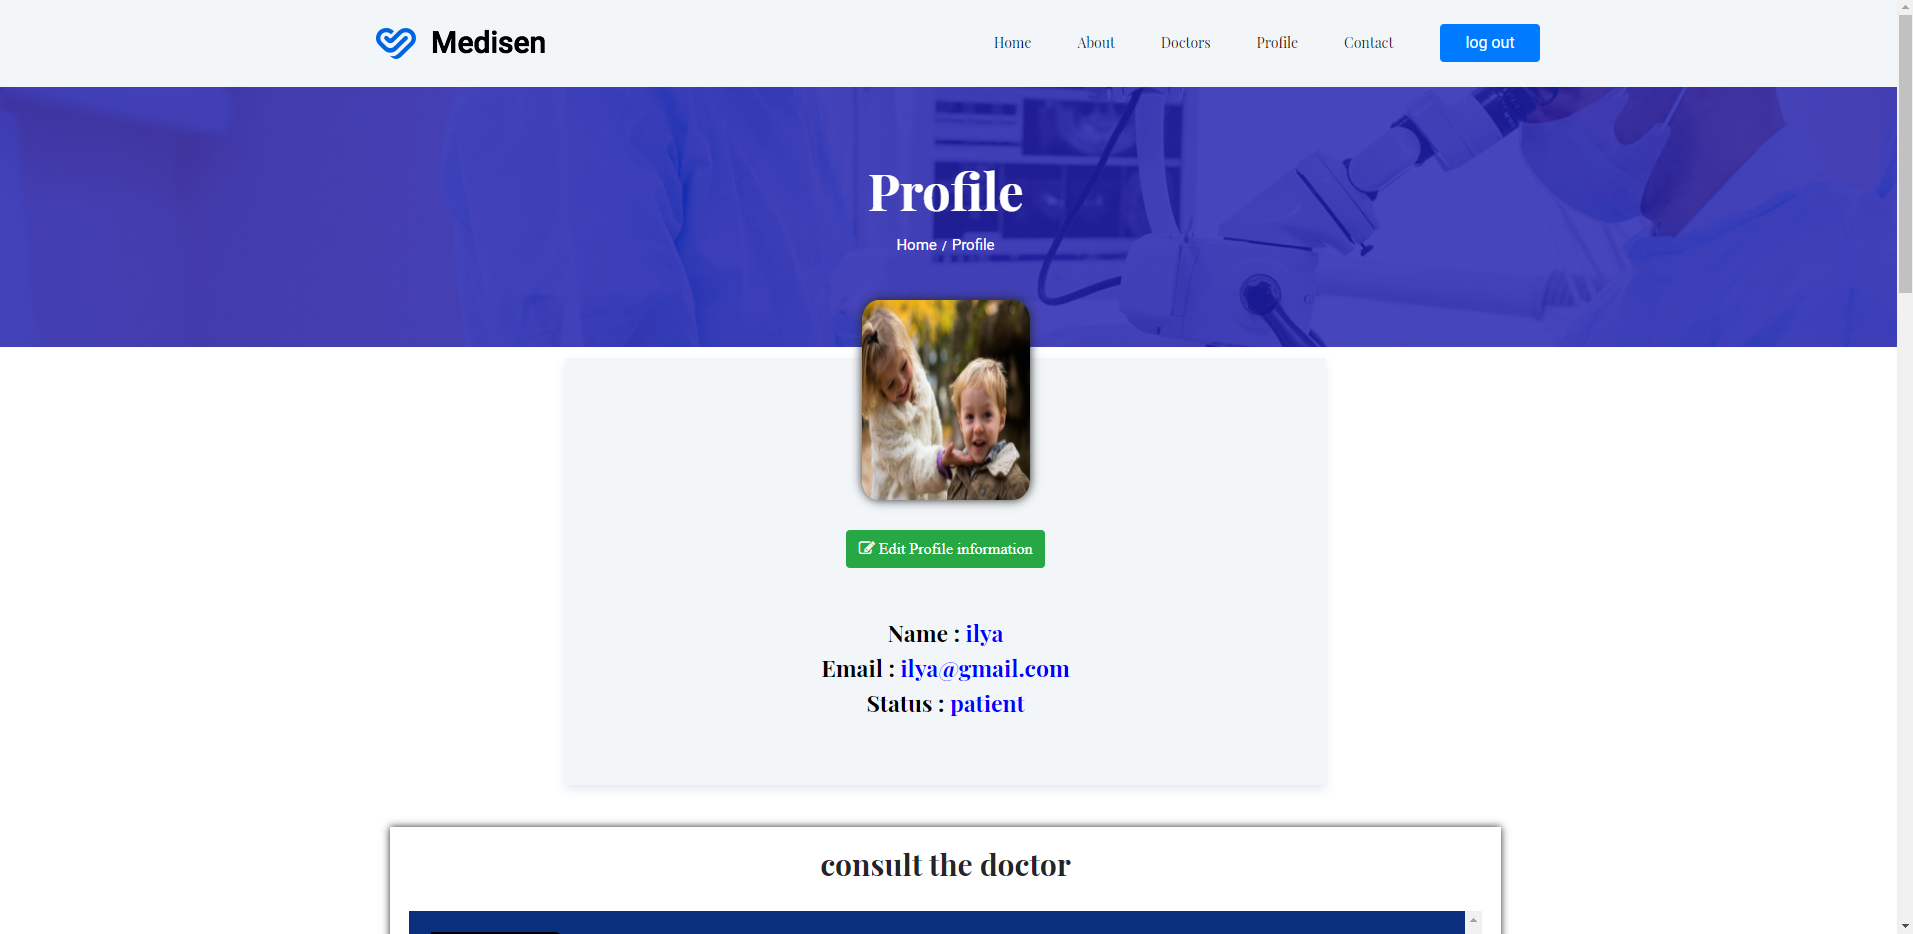 Medisen
Home About Doctors Profile Contact log out
Profile
Home / Profile
Edit Profile information
Name : ilya
Email : ilya@gmail.com
Status : patient
consult the doctor